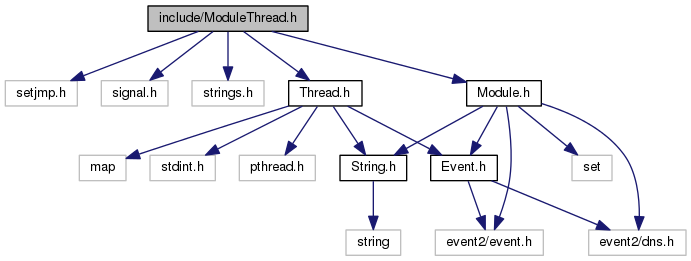 include/ModuleThread.h
setjmp.h
signal.h
strings.h
Thread.h
Module.h
map
stdint.h
pthread.h
String.h
Event.h
set
string
event2/event.h
event2/dns.h